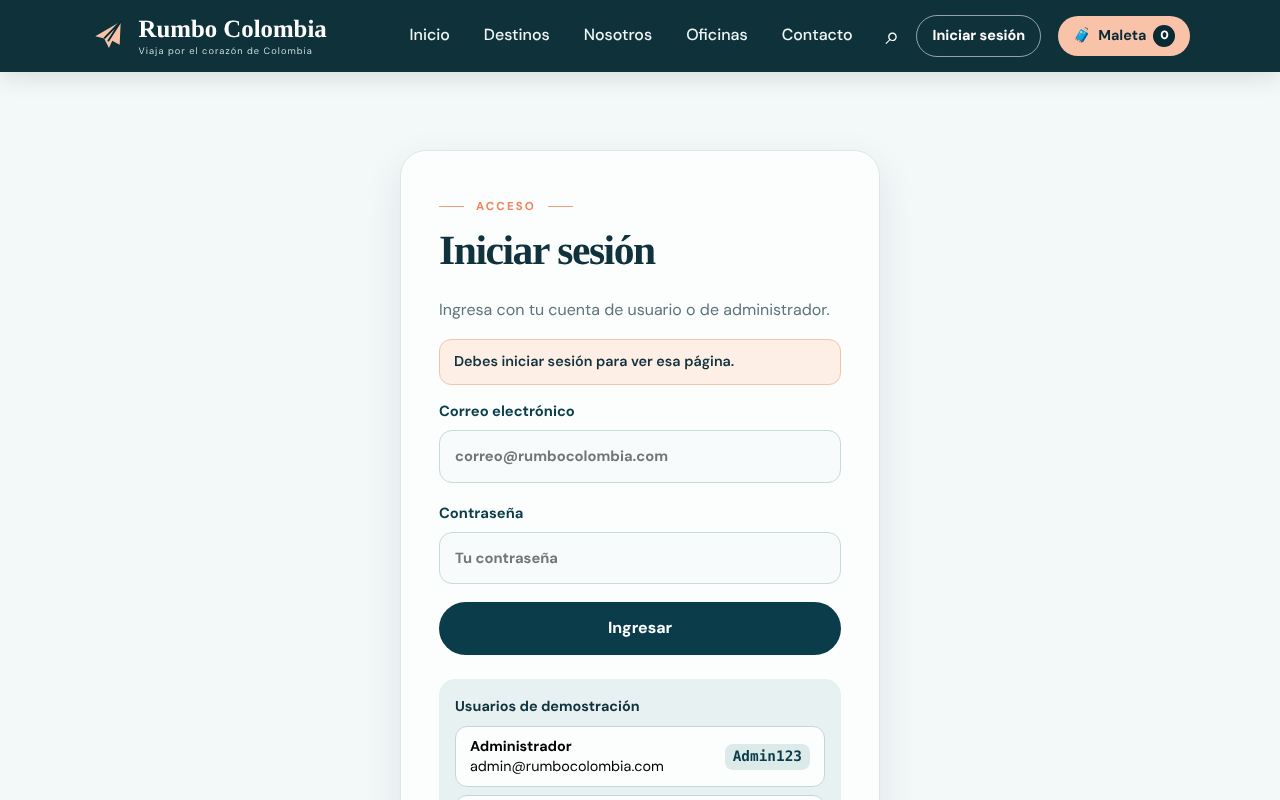 Rumbo Colombia
Viaja por el corazón de Colombia
Inicio
Destinos
Nosotros
Oficinas
Contacto
Iniciar sesión
Maleta
0
ACCESO
Iniciar sesión
Ingresa con tu cuenta de usuario o de administrador.
Debes iniciar sesión para ver esa página.
Correo electrónico
correo@rumbocolombia.com
Contraseña
Tu contraseña
Ingresar
Usuarios de demostración
Administrador
admin@rumbocolombia.com
Admin123